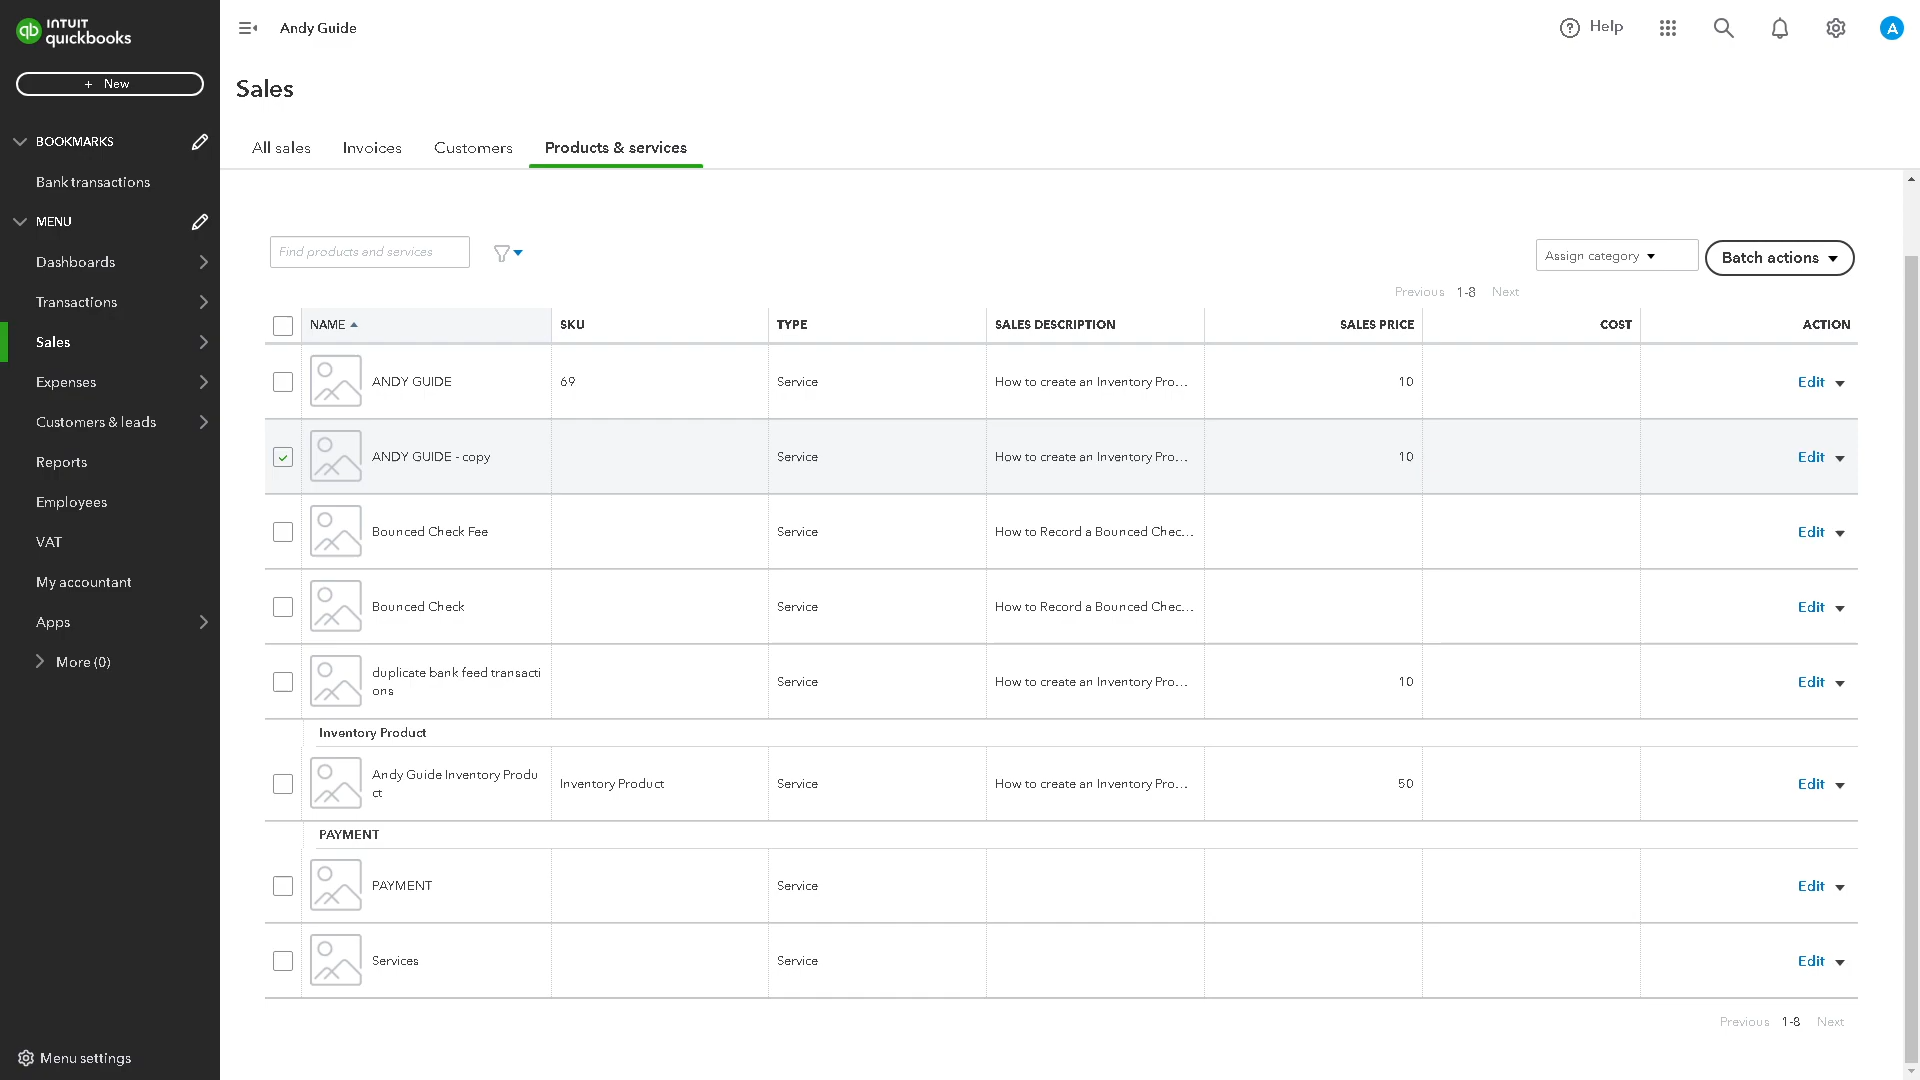 INTUIT
quickbooks
Andy Guide
Help
A
+ New
BOOKMARKS
Bank transactions
MENU
Dashboards
Transactions
Sales
Expenses
Customers & leads
Reports
Employees
VAT
My accountant
Apps
More (0)
Menu settings
Sales
All sales Invoices Customers Products & services
Find products and services
Assign category
Batch actions
Previous 1-8 Next
NAME SKU TYPE SALES DESCRIPTION SALES PRICE COST ACTION
ANDY GUIDE 69 Service How to create an Inventory Pro... 10 Edit
ANDY GUIDE - copy Service How to create an Inventory Pro... 10 Edit
Bounced Check Fee Service How to Record a Bounced Chec... Edit
Bounced Check Service How to Record a Bounced Chec... Edit
duplicate bank feed transacti
ons Service How to create an Inventory Pro... 10 Edit
Inventory Product
Andy Guide Inventory Produ
ct Inventory Product Service How to create an Inventory Pro... 50 Edit
PAYMENT
PAYMENT Service Edit
Services Service Edit
Previous 1-8 Next